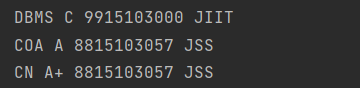 DBMS C 9915103000 JIIT
COA A 8815103057 JSS
CN A+ 8815103057 JSS